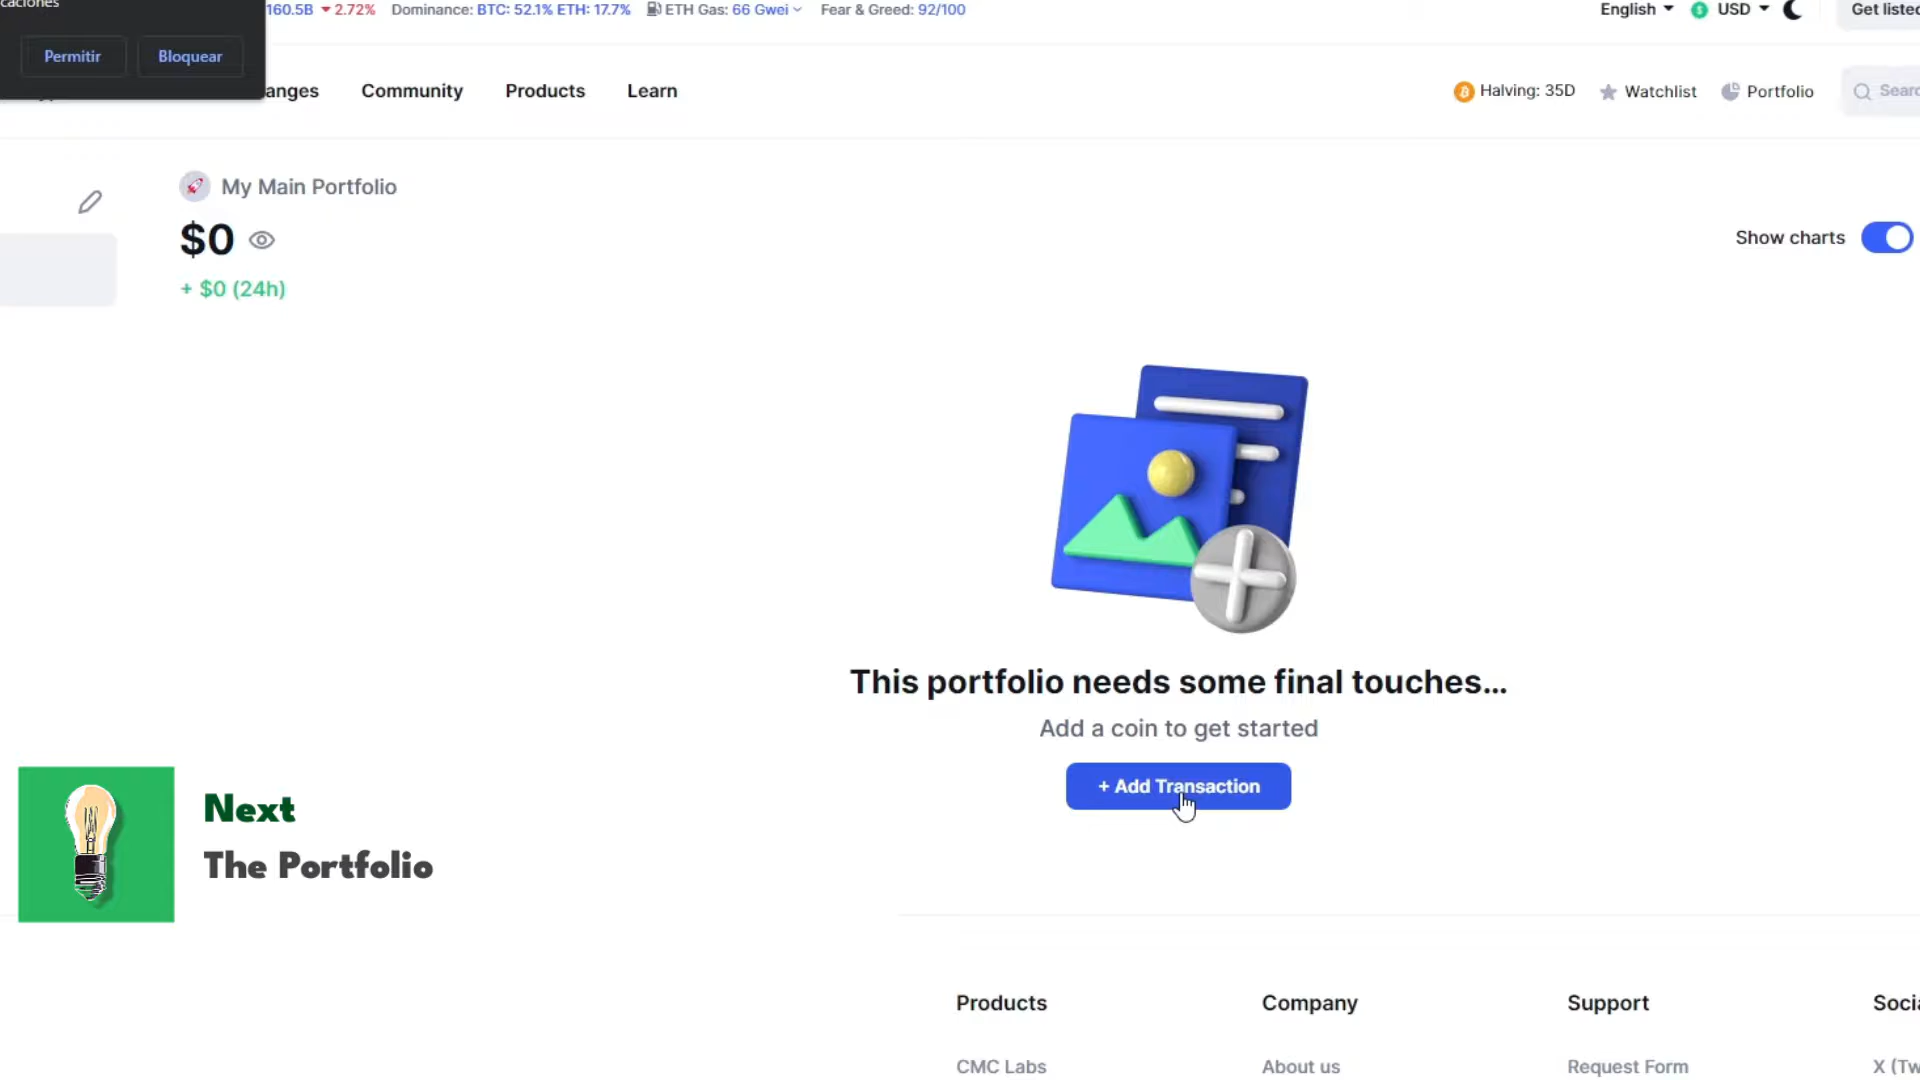 160.5B 2.72% Dominance: BTC: 52.1% ETH: 17.7% ETH Gas: 66 Gwei Fear & Greed: 92/100
English USD
Permitir Bloquear
Community Products Learn
Halving: 35D Watchlist Portfolio
My Main Portfolio
$0
Show charts
+ $0 (24h)
This portfolio needs some final touches...
Add a coin to get started
+ Add Transaction
Next
The Portfolio
Products Company Support
CMC Labs About us Request Form